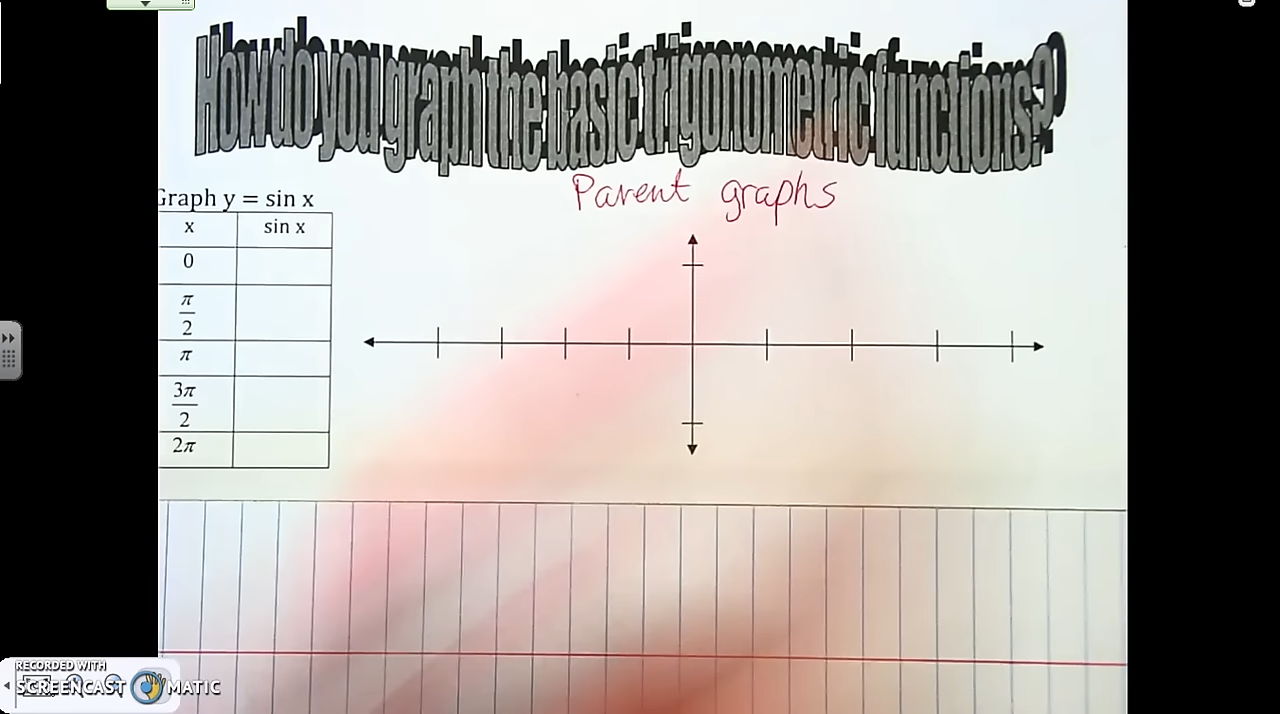 How do you graph the basic trigonometric functions?
Parent graphs
Graph y = sin x
x sin x
0
π/2
π
3π/2
2π
RECORDED WITH
SCREENCAST MATIC